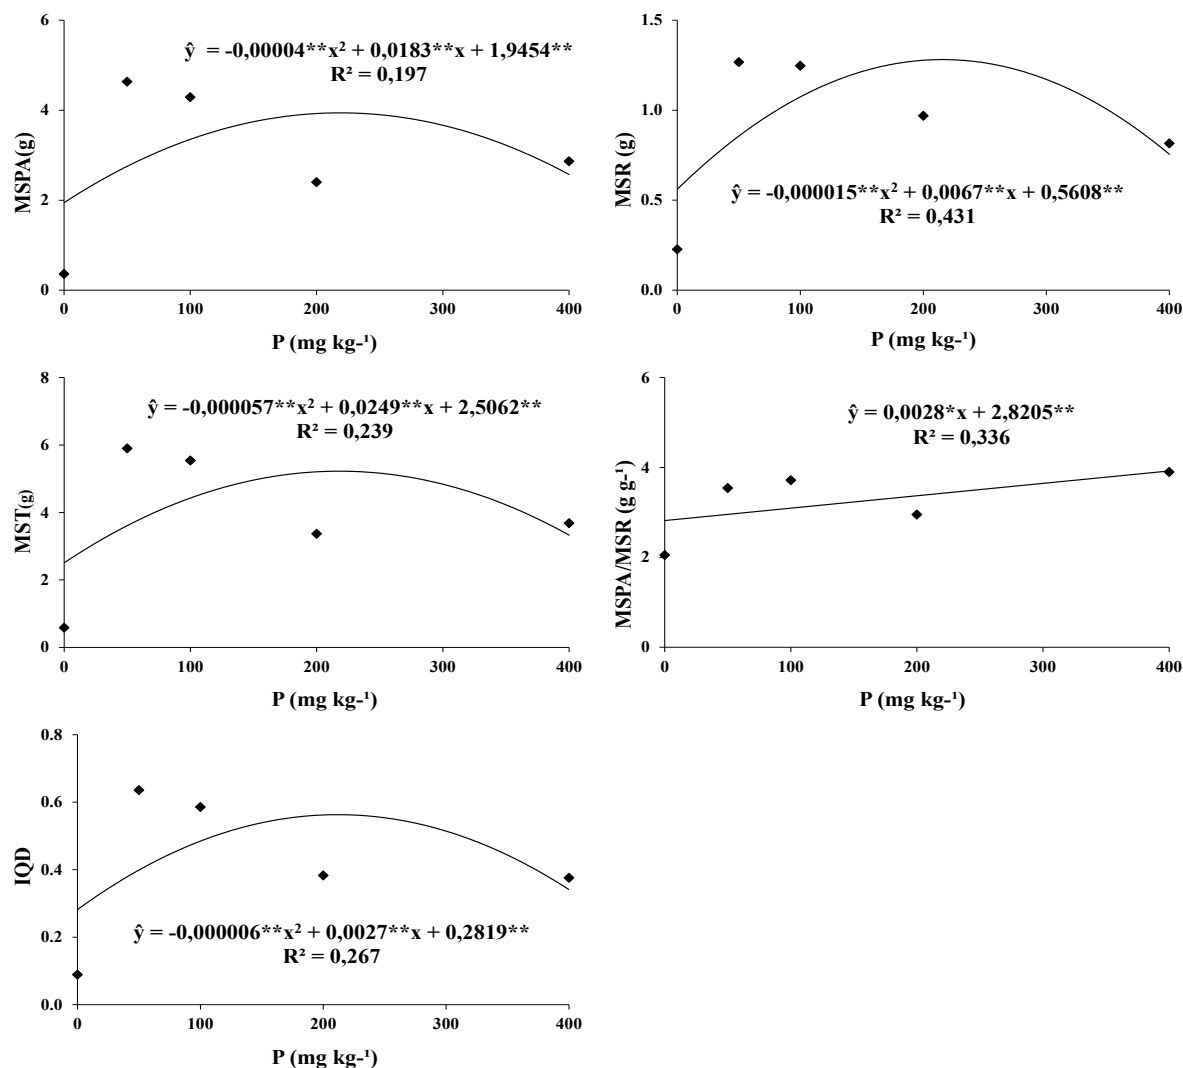 ŷ = -0,00004**x² + 0,0183**x + 1,9454**
R² = 0,197
MSPA(g)
6
4
2
0
0 100 200 300 400
P (mg kg-¹)
ŷ = -0,000015**x² + 0,0067**x + 0,5608**
R² = 0,431
MSR (g)
1.5
1.0
0.5
0.0
0 100 200 300 400
P (mg kg-¹)
ŷ = -0,000057**x² + 0,0249**x + 2,5062**
R² = 0,239
MST(g)
8
6
4
2
0
0 100 200 300 400
P (mg kg-¹)
ŷ = 0,0028*x + 2,8205**
R² = 0,336
MSPA/MSR (g g-¹)
6
4
2
0
0 100 200 300 400
P (mg kg-¹)
ŷ = -0,000006**x² + 0,0027**x + 0,2819**
R² = 0,267
IQD
0.8
0.6
0.4
0.2
0.0
0 100 200 300 400
P (mg kg-¹)